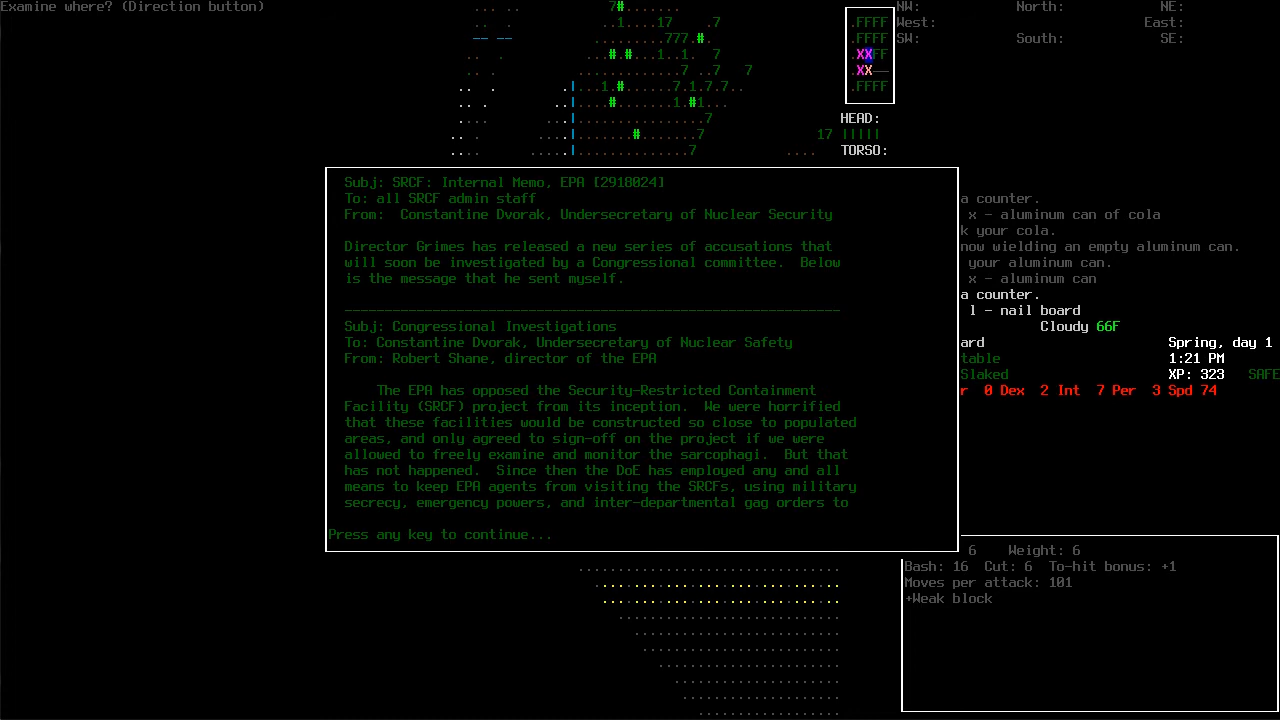 Examine where? (Direction button)
NW: North: NE:
West: East:
SW: South: SE:
.FFFF
.FFFF
.XXFF
.XX——
.FFFF
HEAD:
17 |||||
TORSO:
Subj: SRCF: Internal Memo, EPA [2918024]
To: all SRCF admin staff
From:  Constantine Dvorak, Undersecretary of Nuclear Security
Director Grimes has released a new series of accusations that
will soon be investigated by a Congressional committee.  Below
is the message that he sent myself.
Subj: Congressional Investigations
To: Constantine Dvorak, Undersecretary of Nuclear Safety
From: Robert Shane, director of the EPA
The EPA has opposed the Security-Restricted Containment
Facility (SRCF) project from its inception.  We were horrified
that these facilities would be constructed so close to populated
areas, and only agreed to sign-off on the project if we were
allowed to freely examine and monitor the sarcophagi.  But that
has not happened.  Since then the DoE has employed any and all
means to keep EPA agents from visiting the SRCFs, using military
secrecy, emergency powers, and inter-departmental gag orders to
Press any key to continue...
a counter.
x - aluminum can of cola
k your cola.
now wielding an empty aluminum can.
your aluminum can.
x - aluminum can
a counter.
l - nail board
Cloudy 66F
ard Spring, day 1
table 1:21 PM
Slaked XP: 323 SAFE
r  0 Dex  2 Int  7 Per  3 Spd 74
6 Weight: 6
Bash: 16  Cut: 6  To-hit bonus: +1
Moves per attack: 101
+Weak block